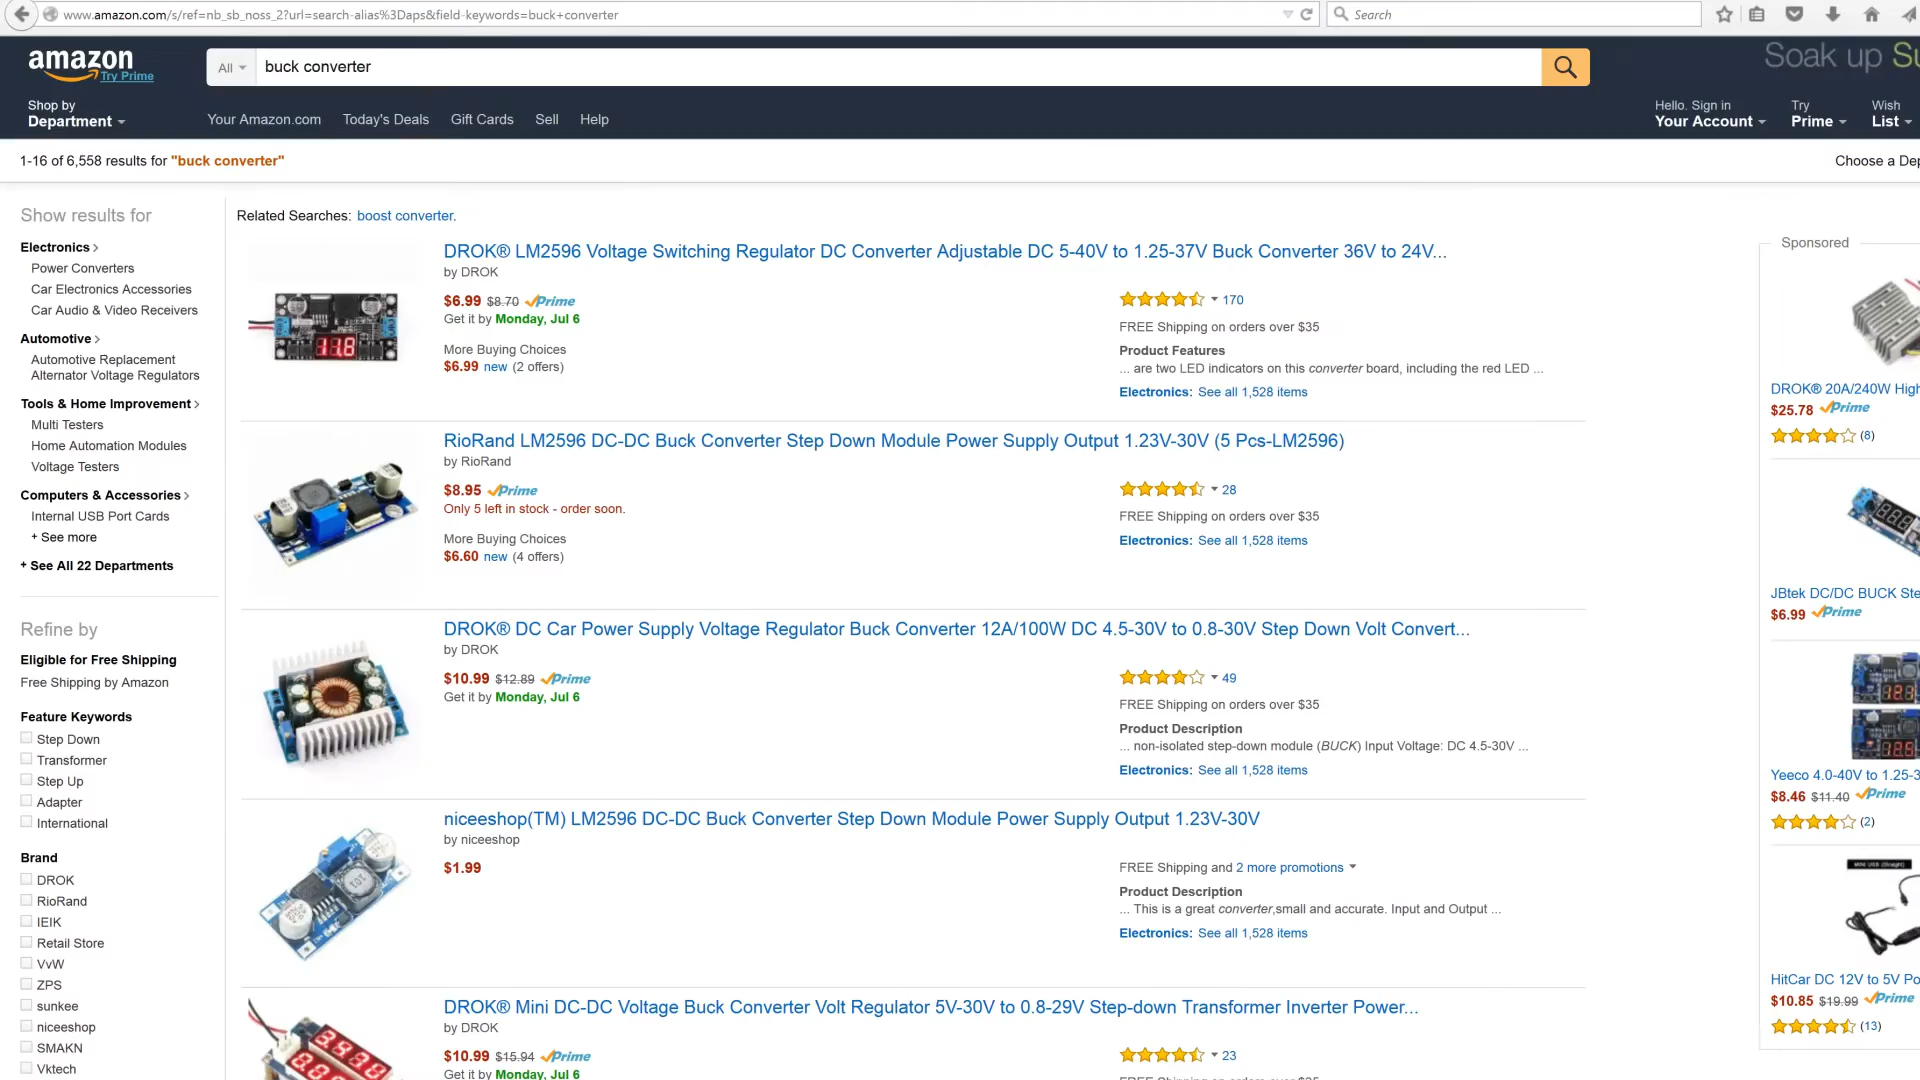 www.amazon.com/s/ref=nb_sb_noss_2?url=search-alias%3Daps&field-keywords=buck+converter
Search
amazon
Try Prime
All
buck converter
Soak up Su
Shop by
Department
Your Amazon.com
Today's Deals
Gift Cards
Sell
Help
Hello. Sign in
Your Account
Try
Prime
Wish
List
1-16 of 6,558 results for "buck converter"
Choose a Dep
Show results for
Electronics
Power Converters
Car Electronics Accessories
Car Audio & Video Receivers
Automotive
Automotive Replacement
Alternator Voltage Regulators
Tools & Home Improvement
Multi Testers
Home Automation Modules
Voltage Testers
Computers & Accessories
Internal USB Port Cards
+ See more
+ See All 22 Departments
Refine by
Eligible for Free Shipping
Free Shipping by Amazon
Feature Keywords
Step Down
Transformer
Step Up
Adapter
International
Brand
DROK
RioRand
IEIK
Retail Store
VvW
ZPS
sunkee
niceeshop
SMAKN
Vktech
Related Searches: boost converter.
DROK® LM2596 Voltage Switching Regulator DC Converter Adjustable DC 5-40V to 1.25-37V Buck Converter 36V to 24V...
by DROK
$6.99 $8.70 Prime
Get it by Monday, Jul 6
More Buying Choices
$6.99 new (2 offers)
170
FREE Shipping on orders over $35
Product Features
... are two LED indicators on this converter board, including the red LED ...
Electronics: See all 1,528 items
11.8
RioRand LM2596 DC-DC Buck Converter Step Down Module Power Supply Output 1.23V-30V (5 Pcs-LM2596)
by RioRand
$8.95 Prime
Only 5 left in stock - order soon.
More Buying Choices
$6.60 new (4 offers)
28
FREE Shipping on orders over $35
Electronics: See all 1,528 items
DROK® DC Car Power Supply Voltage Regulator Buck Converter 12A/100W DC 4.5-30V to 0.8-30V Step Down Volt Convert...
by DROK
$10.99 $12.89 Prime
Get it by Monday, Jul 6
49
FREE Shipping on orders over $35
Product Description
... non-isolated step-down module (BUCK) Input Voltage: DC 4.5-30V ...
Electronics: See all 1,528 items
niceeshop(TM) LM2596 DC-DC Buck Converter Step Down Module Power Supply Output 1.23V-30V
by niceeshop
$1.99
FREE Shipping and 2 more promotions
Product Description
... This is a great converter,small and accurate. Input and Output ...
Electronics: See all 1,528 items
101
DROK® Mini DC-DC Voltage Buck Converter Volt Regulator 5V-30V to 0.8-29V Step-down Transformer Inverter Power...
by DROK
$10.99 $15.94 Prime
Get it by Monday, Jul 6
23
FREE Shipping on orders over $35
Sponsored
DROK® 20A/240W High
$25.78 Prime
(8)
JBtek DC/DC BUCK Ste
$6.99 Prime
Yeeco 4.0-40V to 1.25-3
$8.46 $11.40 Prime
(2)
MINI USB (Straight)
HitCar DC 12V to 5V Po
$10.85 $19.99 Prime
(13)